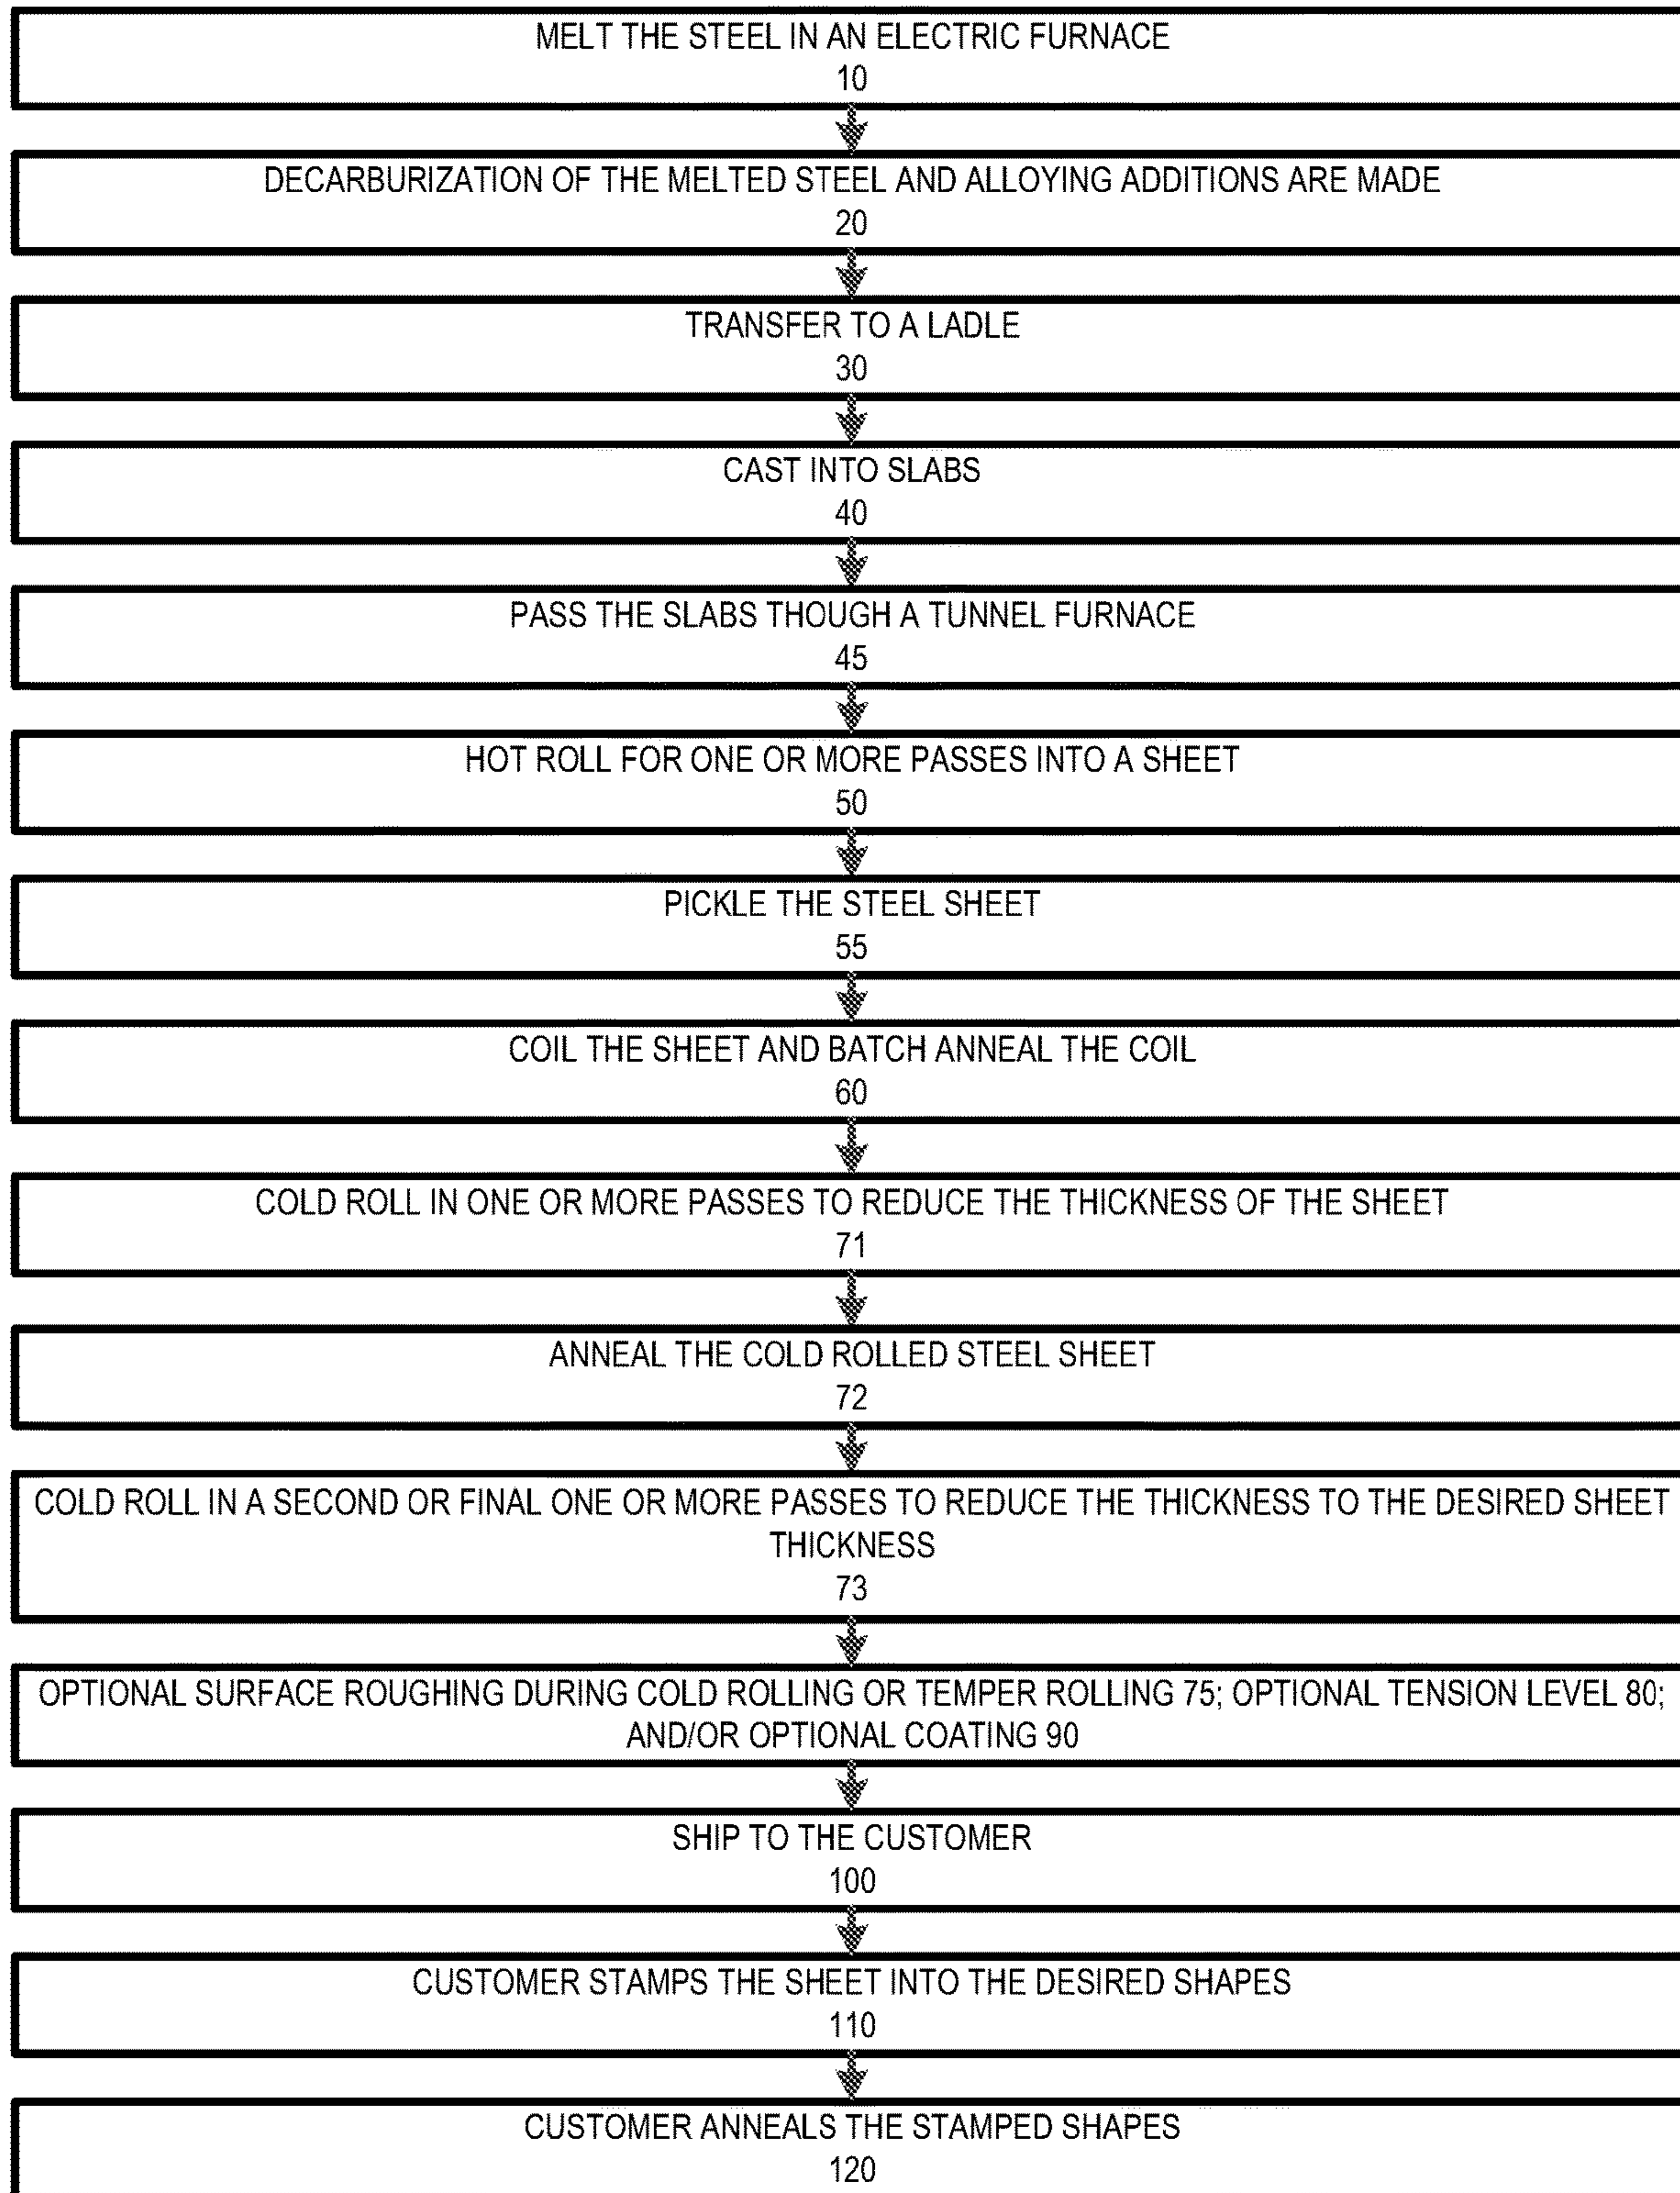 MELT THE STEEL IN AN ELECTRIC FURNACE
10
DECARBURIZATION OF THE MELTED STEEL AND ALLOYING ADDITIONS ARE MADE
20
TRANSFER TO A LADLE
30
CAST INTO SLABS
40
PASS THE SLABS THOUGH A TUNNEL FURNACE
45
HOT ROLL FOR ONE OR MORE PASSES INTO A SHEET
50
PICKLE THE STEEL SHEET
55
COIL THE SHEET AND BATCH ANNEAL THE COIL
60
COLD ROLL IN ONE OR MORE PASSES TO REDUCE THE THICKNESS OF THE SHEET
71
ANNEAL THE COLD ROLLED STEEL SHEET
72
COLD ROLL IN A SECOND OR FINAL ONE OR MORE PASSES TO REDUCE THE THICKNESS TO THE DESIRED SHEET
THICKNESS
73
OPTIONAL SURFACE ROUGHING DURING COLD ROLLING OR TEMPER ROLLING 75; OPTIONAL TENSION LEVEL 80;
AND/OR OPTIONAL COATING 90
SHIP TO THE CUSTOMER
100
CUSTOMER STAMPS THE SHEET INTO THE DESIRED SHAPES
110
CUSTOMER ANNEALS THE STAMPED SHAPES
120